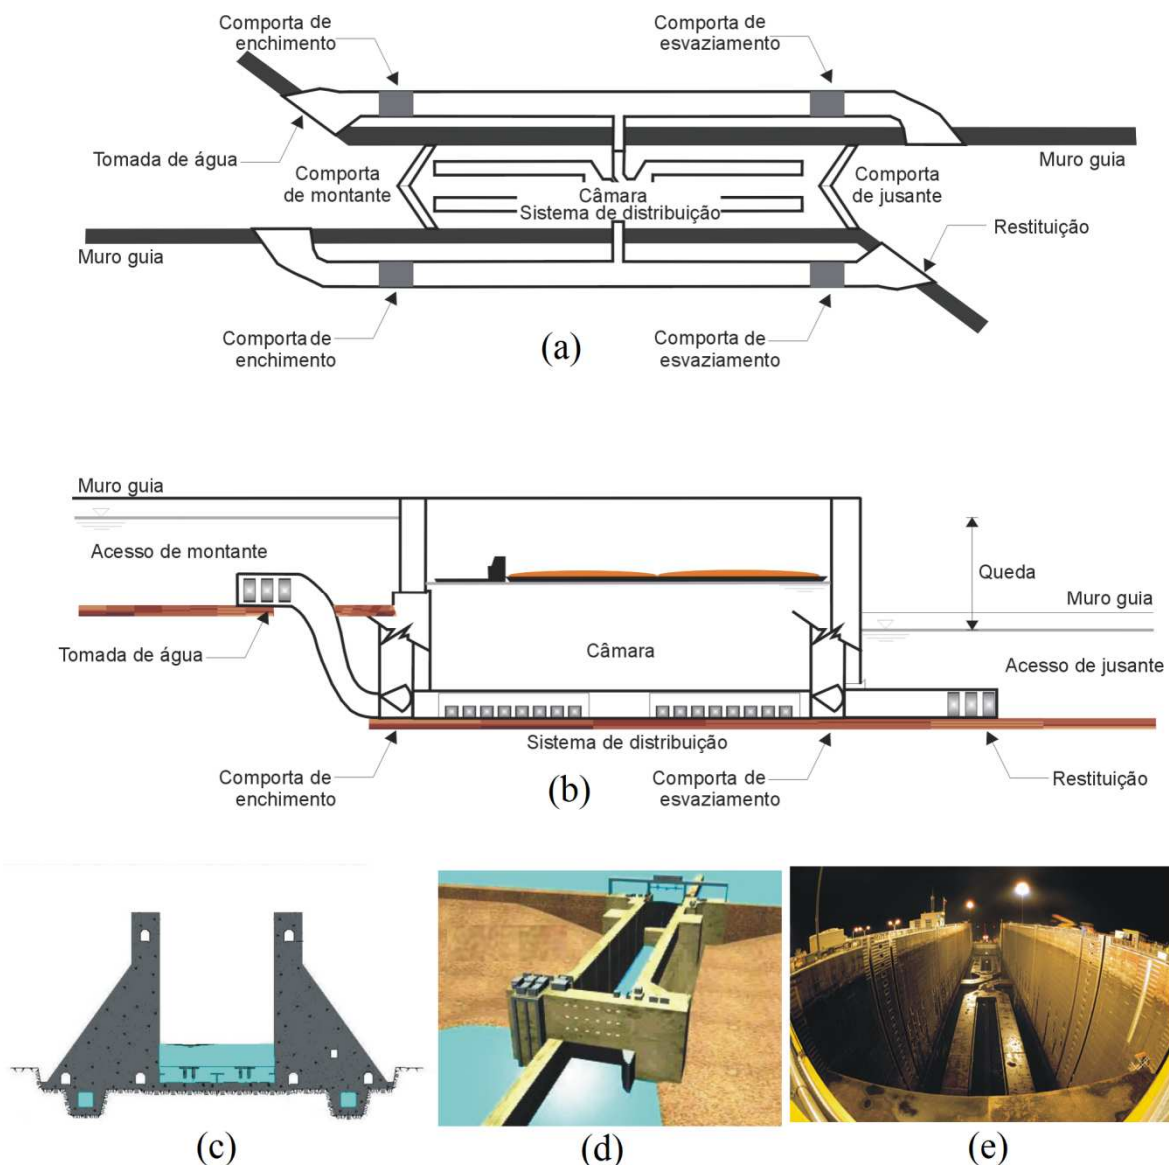 Comporta de
enchimento
Comporta de
esvaziamento
Tomada de água
Comporta
de montante
Câmara
Sistema de distribuição
Comporta
de jusante
Muro guia
Muro guia
Restituição
Comporta de
enchimento
Comporta de
esvaziamento
(a)
Muro guia
Acesso de montante
Queda
Muro guia
Tomada de água
Câmara
Acesso de jusante
Sistema de distribuição
Comporta de
enchimento
Comporta de
esvaziamento
Restituição
(b)
(c)
(d)
(e)